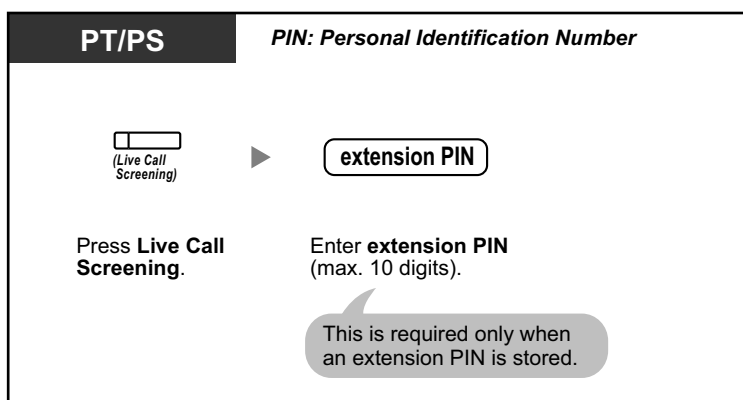 PT/PS
PIN: Personal Identification Number
(Live Call
Screening)
extension PIN
Press Live Call
Screening.
Enter extension PIN
(max. 10 digits).
This is required only when
an extension PIN is stored.